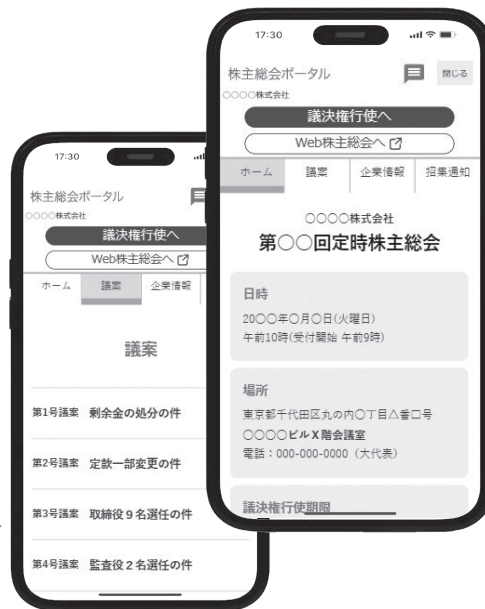 17:30
株主総会ポータル
閉じる
○○○○株式会社
議決権行使へ
Web株主総会へ
ホーム 議案 企業情報 招集通知
○○○○株式会社
第○○回定時株主総会
日時
20○○年○月○日(火曜日)
午前10時(受付開始 午前9時)
場所
東京都千代田区丸の内○丁目△番□号
○○○○ビルX階会議室
電話：000-000-0000（大代表）
議決権行使期限
17:30
株主総会ポータル
○○○○株式会社
議決権行使へ
Web株主総会へ
ホーム 議案 企業情報
議案
第1号議案 剰余金の処分の件
第2号議案 定款一部変更の件
第3号議案 取締役9名選任の件
第4号議案 監査役2名選任の件